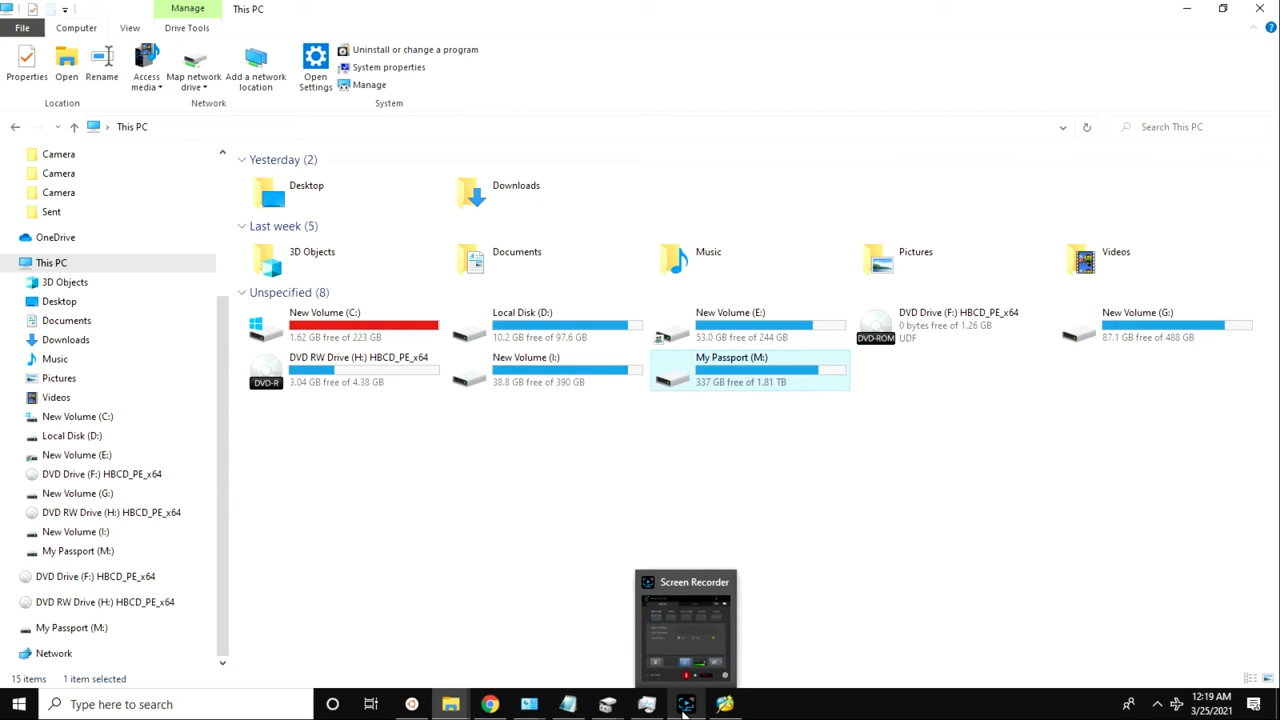 Manage
This PC
File
Computer
View
Drive Tools
Properties
Open
Rename
Access media
Map network drive
Add a network location
Open Settings
Uninstall or change a program
System properties
Manage
Location
Network
System
This PC
Search This PC
Camera
Camera
Camera
Sent
OneDrive
This PC
3D Objects
Desktop
Documents
Downloads
Music
Pictures
Videos
New Volume (C:)
Local Disk (D:)
New Volume (E:)
DVD Drive (F:) HBCD_PE_x64
New Volume (G:)
DVD RW Drive (H:) HBCD_PE_x64
New Volume (I:)
My Passport (M:)
DVD Drive (F:) HBCD_PE_x64
DVD RW Drive (H:) HBCD_PE_x64
My Passport (M:)
Network
Yesterday (2)
Desktop
Downloads
Last week (5)
3D Objects
Documents
Music
Pictures
Videos
Unspecified (8)
New Volume (C:)
1.62 GB free of 223 GB
Local Disk (D:)
10.2 GB free of 97.6 GB
New Volume (E:)
53.0 GB free of 244 GB
DVD-ROM
DVD Drive (F:) HBCD_PE_x64
0 bytes free of 1.26 GB
UDF
New Volume (G:)
87.1 GB free of 488 GB
DVD-R
DVD RW Drive (H:) HBCD_PE_x64
3.04 GB free of 4.38 GB
New Volume (I:)
38.8 GB free of 390 GB
My Passport (M:)
337 GB free of 1.81 TB
Screen Recorder
15 items
1 item selected
Type here to search
12:19 AM
3/25/2021